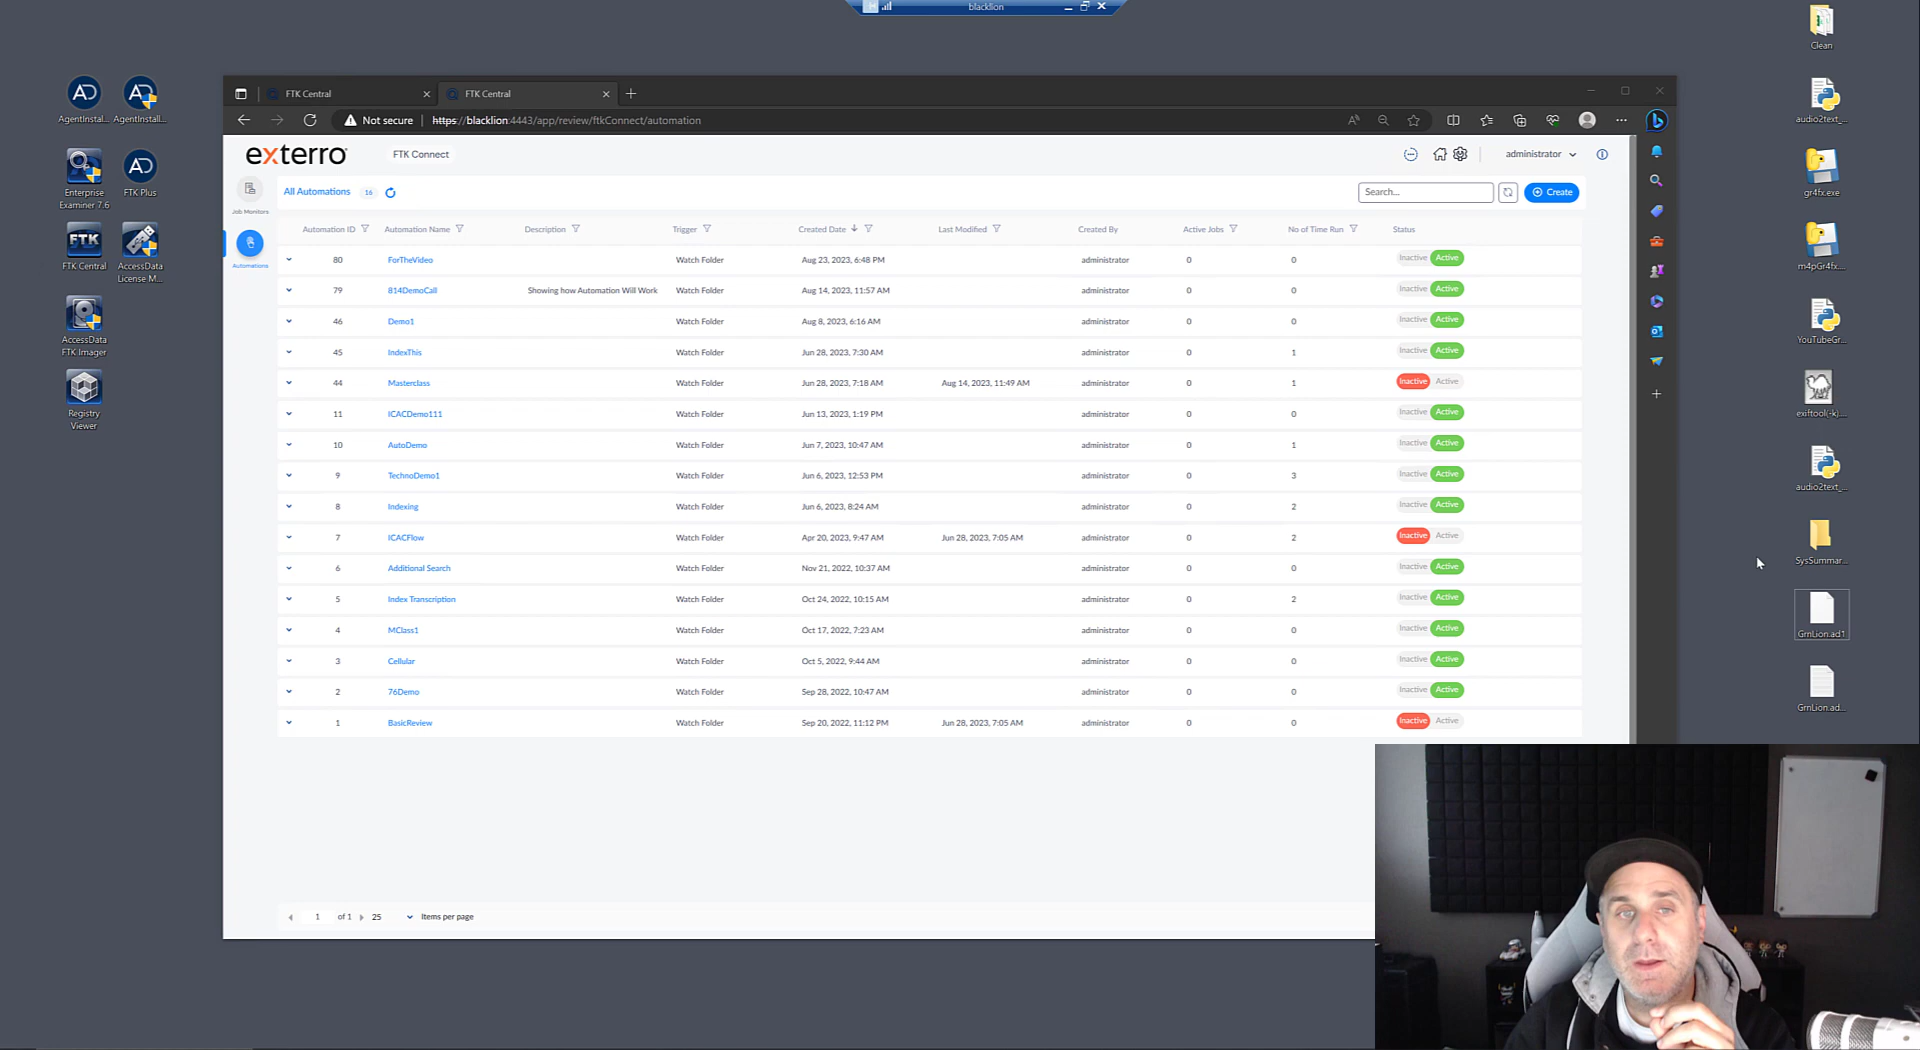 blacklion
Clean
AgentInstal...
AgentInstall...
audio2text_...
Enterprise
Examiner 7.6
FTK Plus
gr4fx.exe
FTK
FTK Central
AccessData
License M...
m4pGr4fx....
AccessData
FTK Imager
YouTubeGr...
Registry
Viewer
exiftool(-k)....
audio2text_...
SysSummar...
GrnLion.ad1
GrnLion.ad...
FTK Central
FTK Central
Not secure
https://blacklion:4443/app/review/ftkConnect/automation
exterro
FTK Connect
administrator
Job Monitors
Automations
All Automations 16
Search...
Create
Automation ID Automation Name Description Trigger Created Date Last Modified Created By Active Jobs No of Time Run Status
80 ForTheVideo Watch Folder Aug 23, 2023, 6:48 PM administrator 0 0 Inactive Active
79 814DemoCall Showing how Automation Will Work Watch Folder Aug 14, 2023, 11:57 AM administrator 0 0 Inactive Active
46 Demo1 Watch Folder Aug 8, 2023, 6:16 AM administrator 0 0 Inactive Active
45 IndexThis Watch Folder Jun 28, 2023, 7:30 AM administrator 0 1 Inactive Active
44 Masterclass Watch Folder Jun 28, 2023, 7:18 AM Aug 14, 2023, 11:49 AM administrator 0 1 Inactive Active
11 ICACDemo111 Watch Folder Jun 13, 2023, 1:19 PM administrator 0 0 Inactive Active
10 AutoDemo Watch Folder Jun 7, 2023, 10:47 AM administrator 0 1 Inactive Active
9 TechnoDemo1 Watch Folder Jun 6, 2023, 12:53 PM administrator 0 3 Inactive Active
8 Indexing Watch Folder Jun 6, 2023, 8:24 AM administrator 0 2 Inactive Active
7 ICACFlow Watch Folder Apr 20, 2023, 9:47 AM Jun 28, 2023, 7:05 AM administrator 0 2 Inactive Active
6 Additional Search Watch Folder Nov 21, 2022, 10:37 AM administrator 0 0 Inactive Active
5 Index Transcription Watch Folder Oct 24, 2022, 10:15 AM administrator 0 2 Inactive Active
4 MClass1 Watch Folder Oct 17, 2022, 7:23 AM administrator 0 0 Inactive Active
3 Cellular Watch Folder Oct 5, 2022, 9:44 AM administrator 0 0 Inactive Active
2 76Demo Watch Folder Sep 28, 2022, 10:47 AM administrator 0 0 Inactive Active
1 BasicReview Watch Folder Sep 20, 2022, 11:12 PM Jun 28, 2023, 7:05 AM administrator 0 0 Inactive Active
1 of 1 25 Items per page